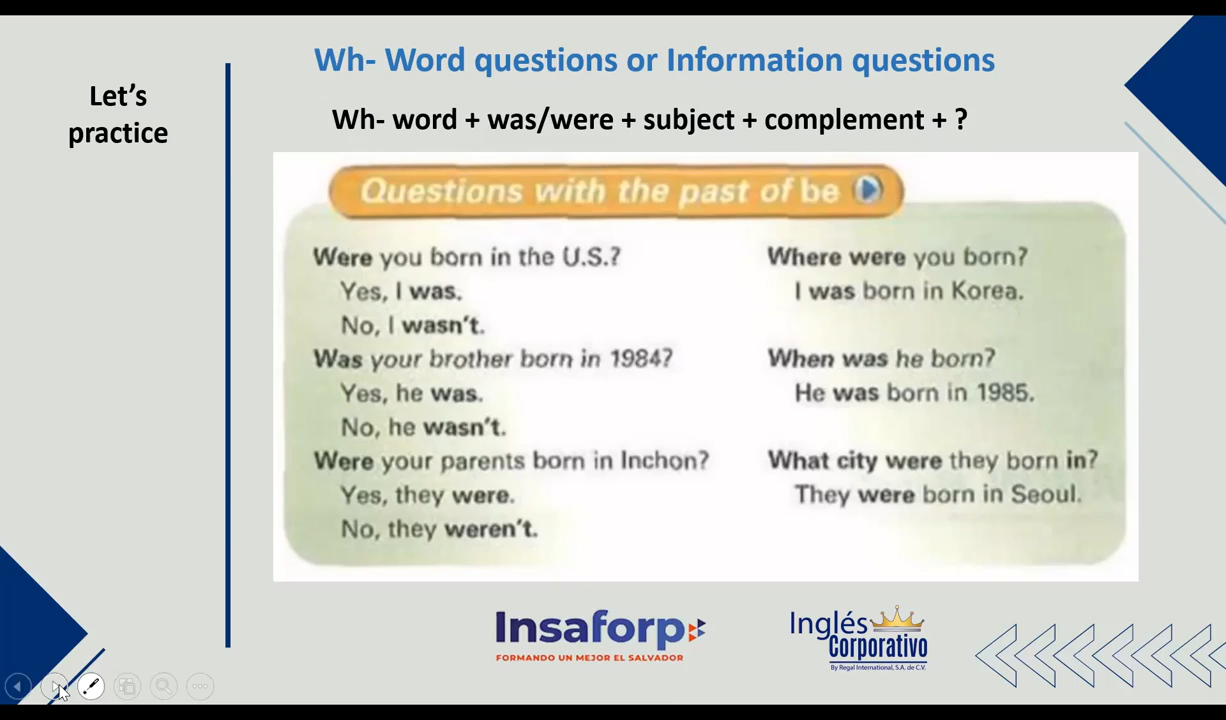 Let's
practice
Wh- Word questions or Information questions
Wh- word + was/were + subject + complement + ?
Questions with the past of be
Were you born in the U.S.?
Yes, I was.
No, I wasn't.
Was your brother born in 1984?
Yes, he was.
No, he wasn't.
Were your parents born in Inchon?
Yes, they were.
No, they weren't.
Where were you born?
I was born in Korea.
When was he born?
He was born in 1985.
What city were they born in?
They were born in Seoul.
Insaforp
FORMANDO UN MEJOR EL SALVADOR
Inglés
Corporativo
By Regal International, S.A. de C.V.